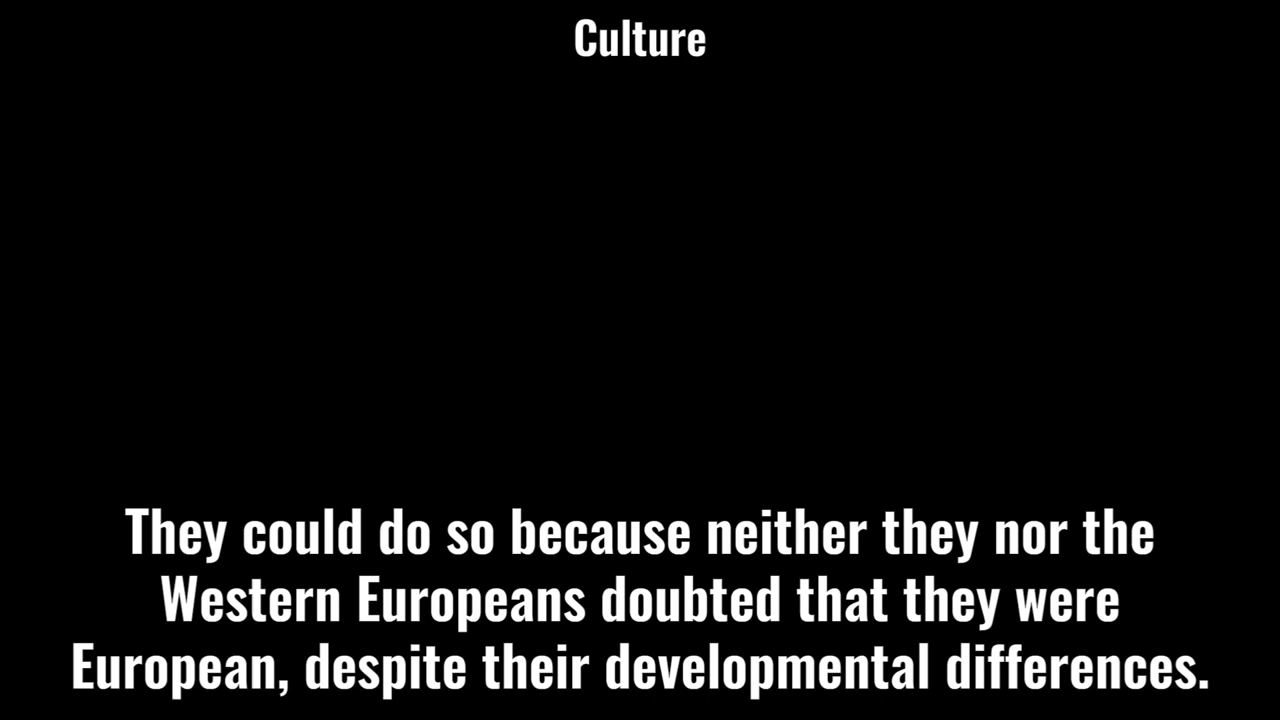 Culture
They could do so because neither they nor the
Western Europeans doubted that they were
European, despite their developmental differences.